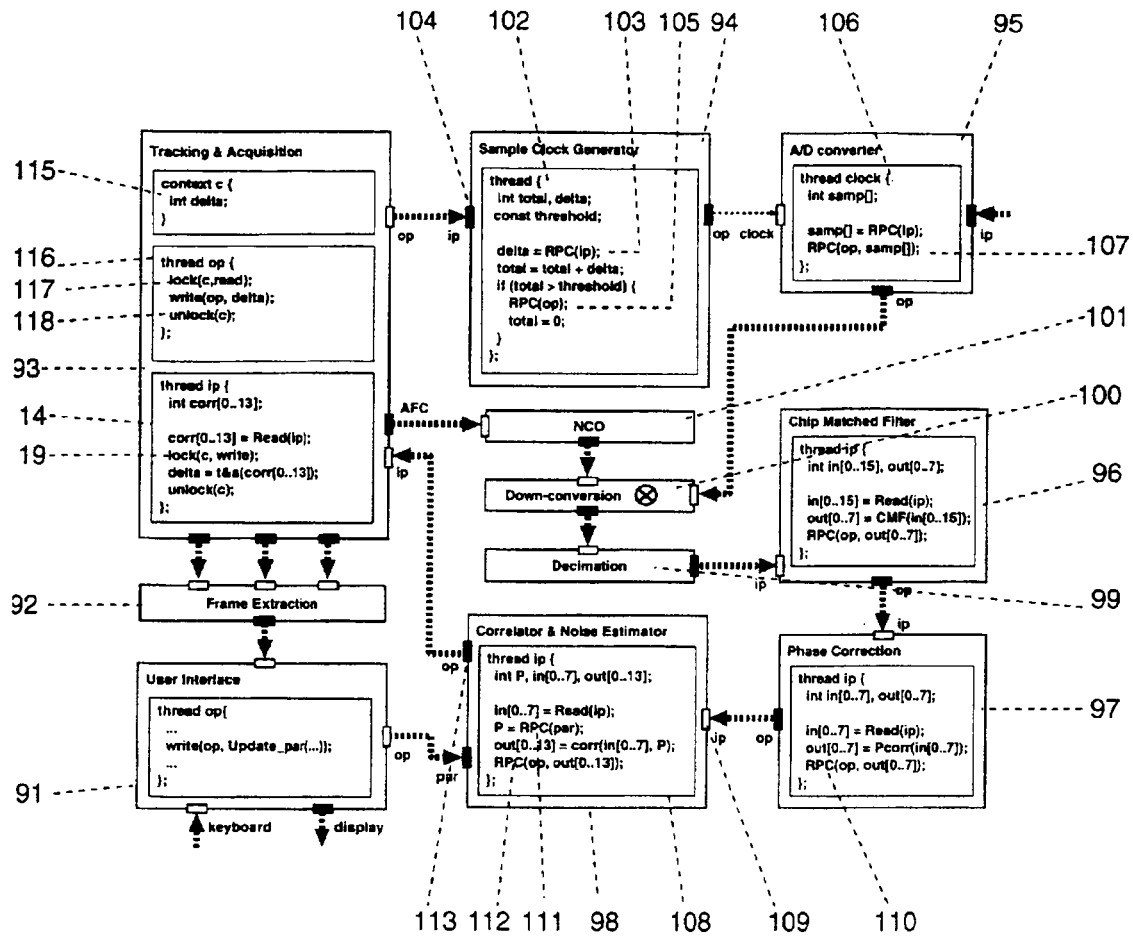 104
102
103
105
94
106
95
115
116
117
118
93
14
19
92
91
Tracking & Acquisition
context c {
int delta;
}
thread op {
lock(c,read);
write(op, delta);
unlock(c);
};
thread ip {
int corr[0..13];
corr[0..13] = Read(ip);
lock(c, write);
delta = t&a(corr[0..13]);
unlock(c);
};
op
ip
Sample Clock Generator
thread {
int total, delta;
const threshold;
delta = RPC(ip);
total = total + delta;
if (total > threshold) {
RPC(op);
total = 0;
}
};
op
clock
A/D converter
thread clock {
int samp[];
samp[] = RPC(ip);
RPC(op, samp[]);
};
ip
op
107
101
100
AFC
ip
NCO
Down-conversion
Decimation
ip
Chip Matched Filter
thread ip {
int in[0..15], out[0..7];
in[0..15] = Read(ip);
out[0..7] = CMF(in[0..15]);
RPC(op, out[0..7]);
};
op
ip
96
99
Frame Extraction
User Interface
thread op{
...
write(op, Update_par(...));
...
};
op
par
keyboard
display
Correlator & Noise Estimator
thread ip {
int P, in[0..7], out[0..13];
in[0..7] = Read(ip);
P = RPC(par);
out[0..13] = corr(in[0..7], P);
RPC(op, out[0..13]);
};
op
ip
op
Phase Correction
thread ip {
int in[0..7], out[0..7];
in[0..7] = Read(ip);
out[0..7] = Pcorr(in[0..7]);
RPC(op, out[0..7]);
};
97
113
112
111
98
108
109
110